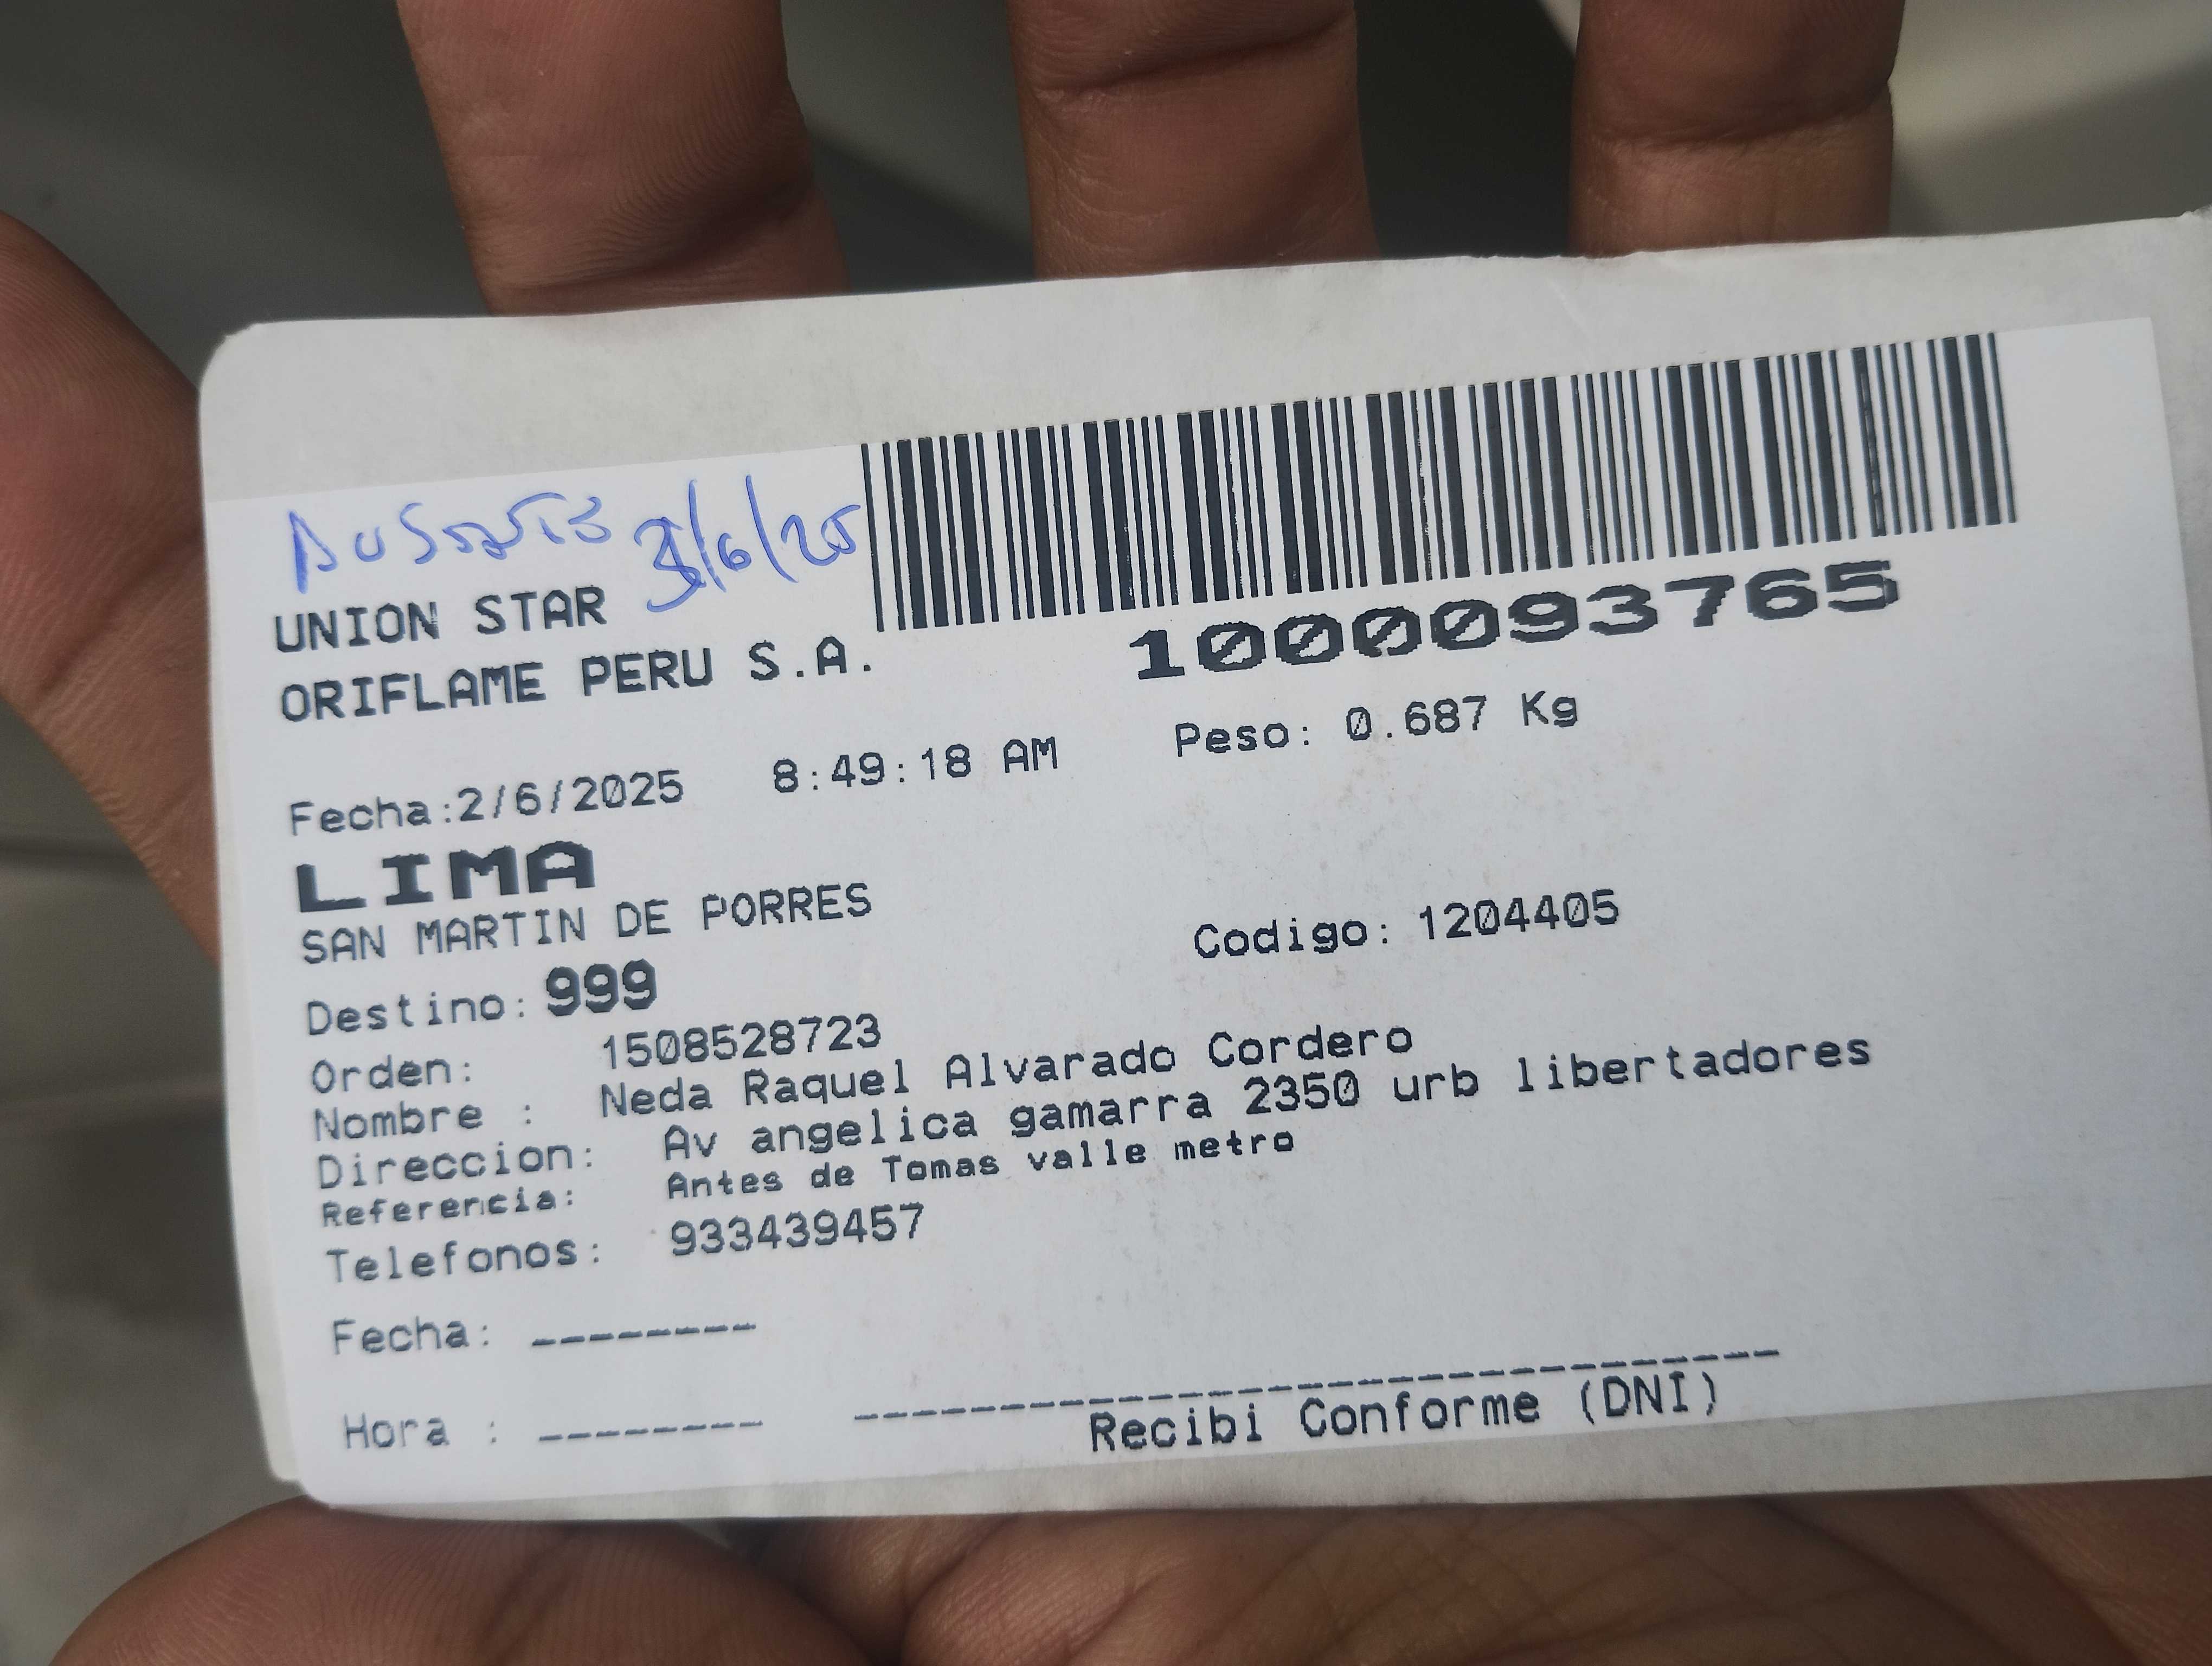 Ausente 3/6/25
UNION STAR
ORIFLAME PERU S.A.
1000093765
Fecha:2/6/2025 8:49:18 AM Peso: 0.687 Kg
LIMA
SAN MARTIN DE PORRES
Codigo: 1204405
Destino: 999
Orden: 1508528723
Nombre : Neda Raquel Alvarado Cordero
Direccion: Av angelica gamarra 2350 urb libertadores
Referencia: Antes de Tomas valle metro
Telefonos: 933439457
Fecha: --------
Hora : --------
Recibi Conforme (DNI)